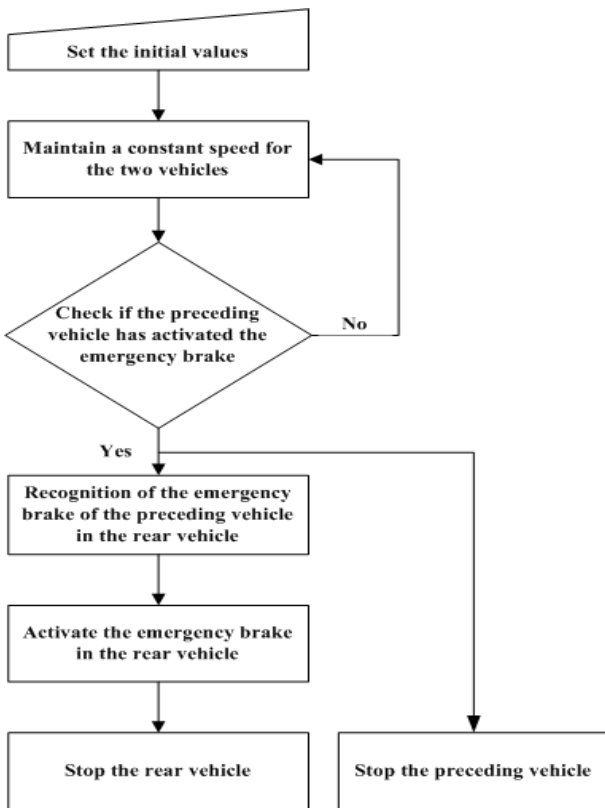 Set the initial values
Maintain a constant speed for
the two vehicles
Check if the preceding
vehicle has activated the
emergency brake
No
Yes
Recognition of the emergency
brake of the preceding vehicle
in the rear vehicle
Activate the emergency brake
in the rear vehicle
Stop the rear vehicle
Stop the preceding vehicle